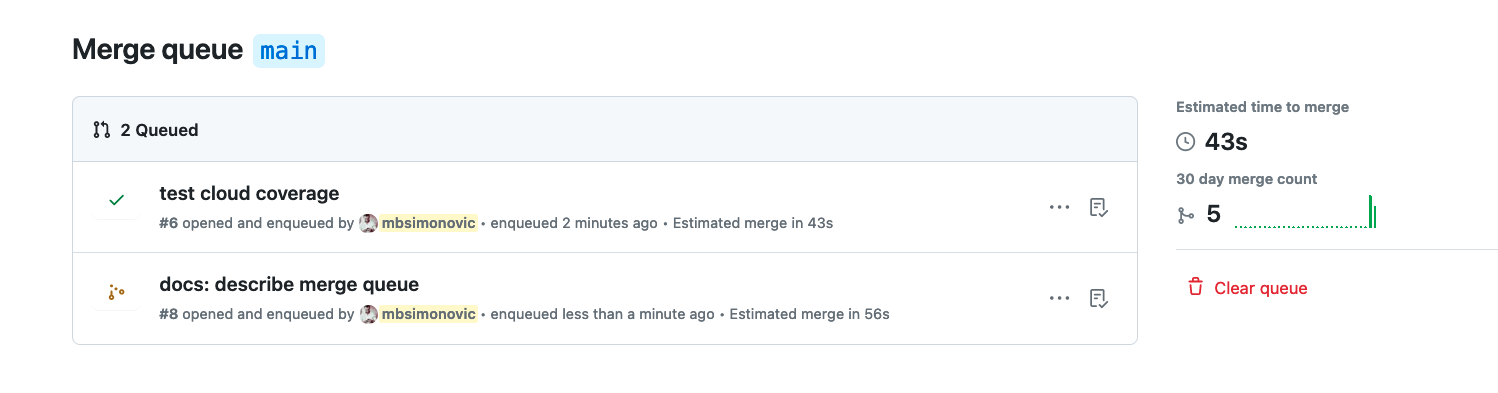 Merge queue main
2 Queued
test cloud coverage
#6 opened and enqueued by mbsimonovic • enqueued 2 minutes ago • Estimated merge in 43s
docs: describe merge queue
#8 opened and enqueued by mbsimonovic • enqueued less than a minute ago • Estimated merge in 56s
Estimated time to merge
43s
30 day merge count
5
Clear queue